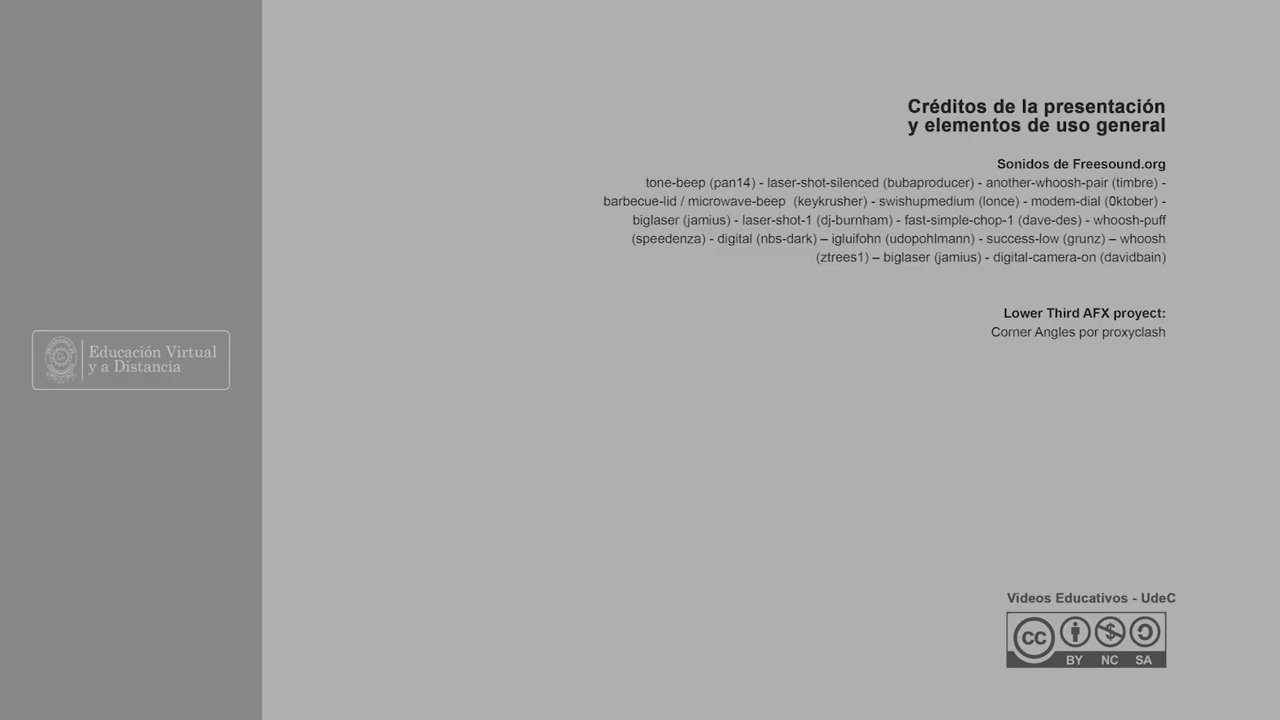 Créditos de la presentación
y elementos de uso general
Sonidos de Freesound.org
tone-beep (pan14) - laser-shot-silenced (bubaproducer) - another-whoosh-pair (timbre) -
barbecue-lid / microwave-beep  (keykrusher) - swishupmedium (lonce) - modem-dial (0ktober) -
biglaser (jamius) - laser-shot-1 (dj-burnham) - fast-simple-chop-1 (dave-des) - whoosh-puff
(speedenza) - digital (nbs-dark) – igluifohn (udopohlmann) - success-low (grunz) – whoosh
(ztrees1) – biglaser (jamius) - digital-camera-on (davidbain)
Lower Third AFX proyect:
Corner Angles por proxyclash
Educación Virtual
y a Distancia
Videos Educativos - UdeC
CC
BY NC SA